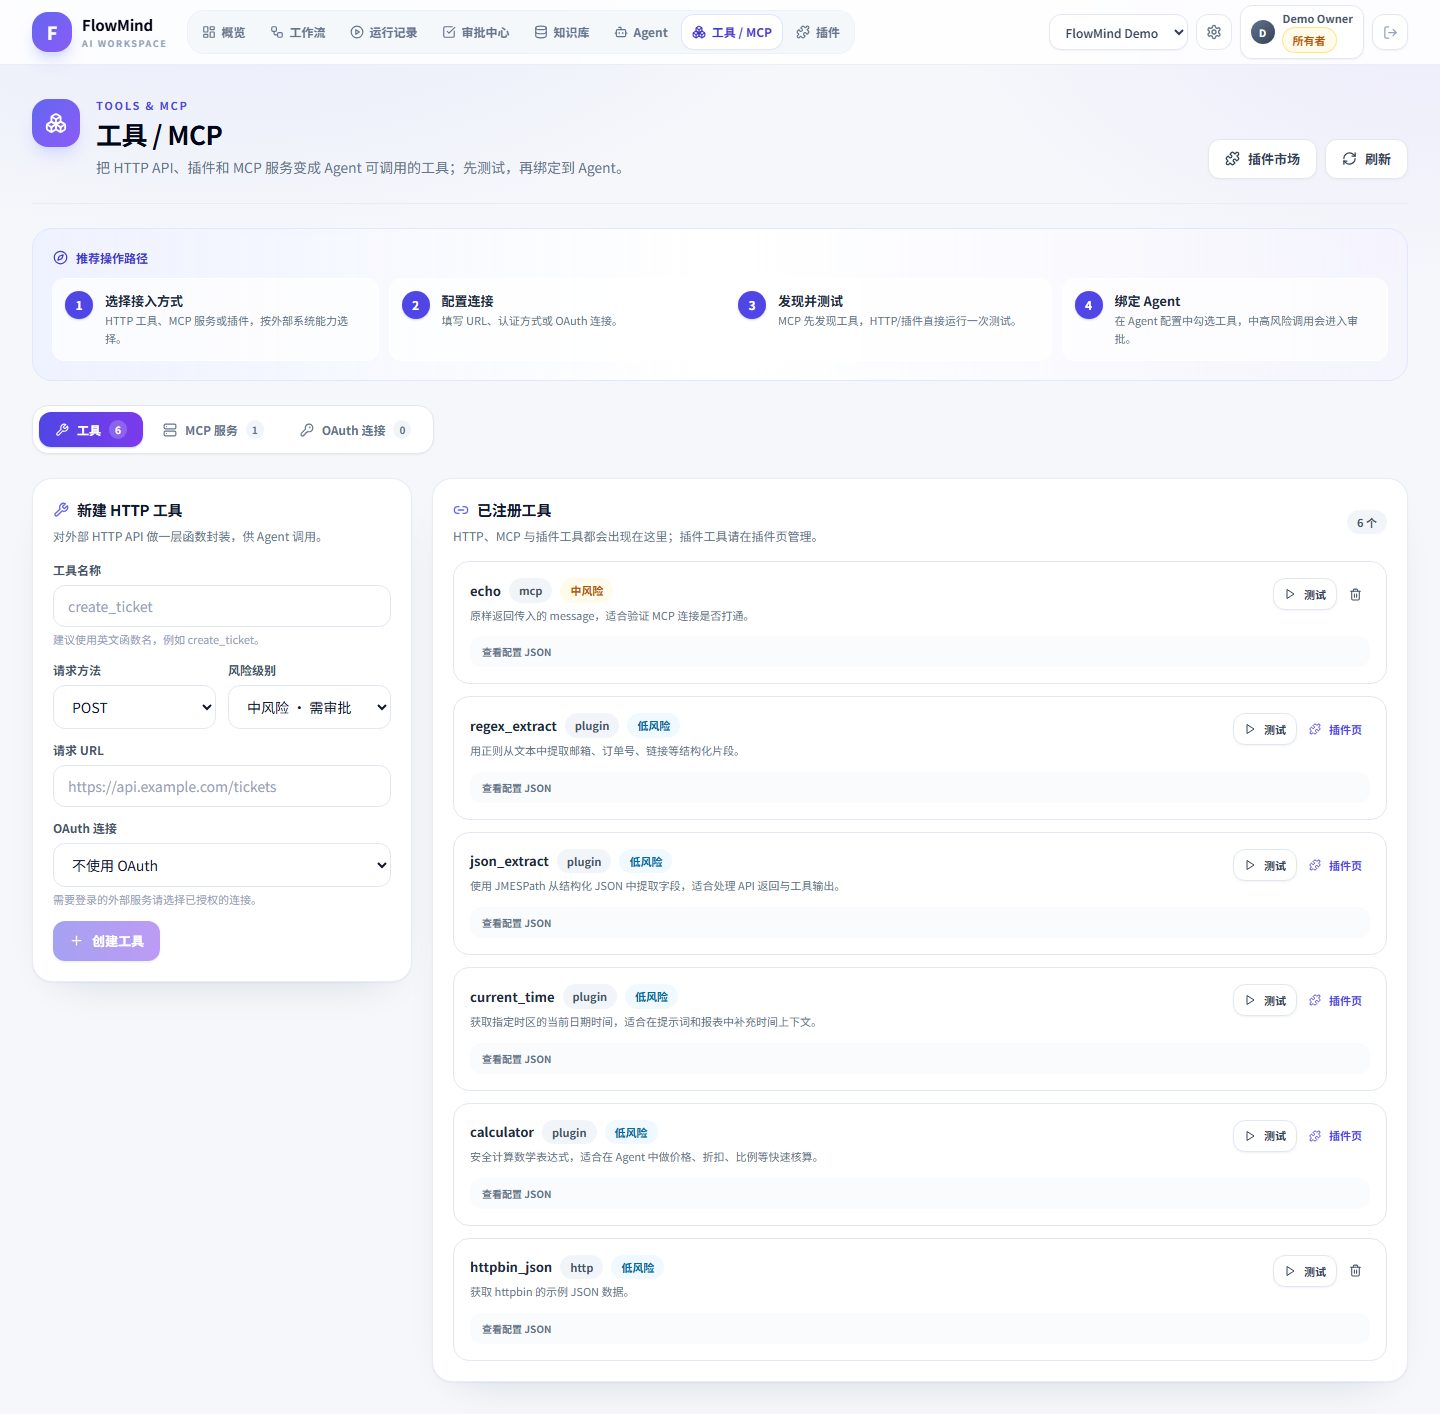 F
FlowMind
AI WORKSPACE
概览
工作流
运行记录
审批中心
知识库
Agent
工具 / MCP
插件
FlowMind Demo
D
Demo Owner
所有者
TOOLS & MCP
工具 / MCP
把 HTTP API、插件和 MCP 服务变成 Agent 可调用的工具；先测试，再绑定到 Agent。
插件市场
刷新
推荐操作路径
1
选择接入方式
HTTP 工具、MCP 服务或插件，按外部系统能力选
择。
2
配置连接
填写 URL、认证方式或 OAuth 连接。
3
发现并测试
MCP 先发现工具，HTTP/插件直接运行一次测试。
4
绑定 Agent
在 Agent 配置中勾选工具，中高风险调用会进入审
批。
工具 6
MCP 服务 1
OAuth 连接 0
新建 HTTP 工具
对外部 HTTP API 做一层函数封装，供 Agent 调用。
工具名称
create_ticket
建议使用英文函数名，例如 create_ticket。
请求方法
风险级别
POST
中风险 · 需审批
请求 URL
https://api.example.com/tickets
OAuth 连接
不使用 OAuth
需要登录的外部服务请选择已授权的连接。
创建工具
已注册工具
HTTP、MCP 与插件工具都会出现在这里；插件工具请在插件页管理。
6 个
echo mcp 中风险
测试
原样返回传入的 message，适合验证 MCP 连接是否打通。
查看配置 JSON
regex_extract plugin 低风险
测试
插件页
用正则从文本中提取邮箱、订单号、链接等结构化片段。
查看配置 JSON
json_extract plugin 低风险
测试
插件页
使用 JMESPath 从结构化 JSON 中提取字段，适合处理 API 返回与工具输出。
查看配置 JSON
current_time plugin 低风险
测试
插件页
获取指定时区的当前日期时间，适合在提示词和报表中补充时间上下文。
查看配置 JSON
calculator plugin 低风险
测试
插件页
安全计算数学表达式，适合在 Agent 中做价格、折扣、比例等快速核算。
查看配置 JSON
httpbin_json http 低风险
测试
获取 httpbin 的示例 JSON 数据。
查看配置 JSON